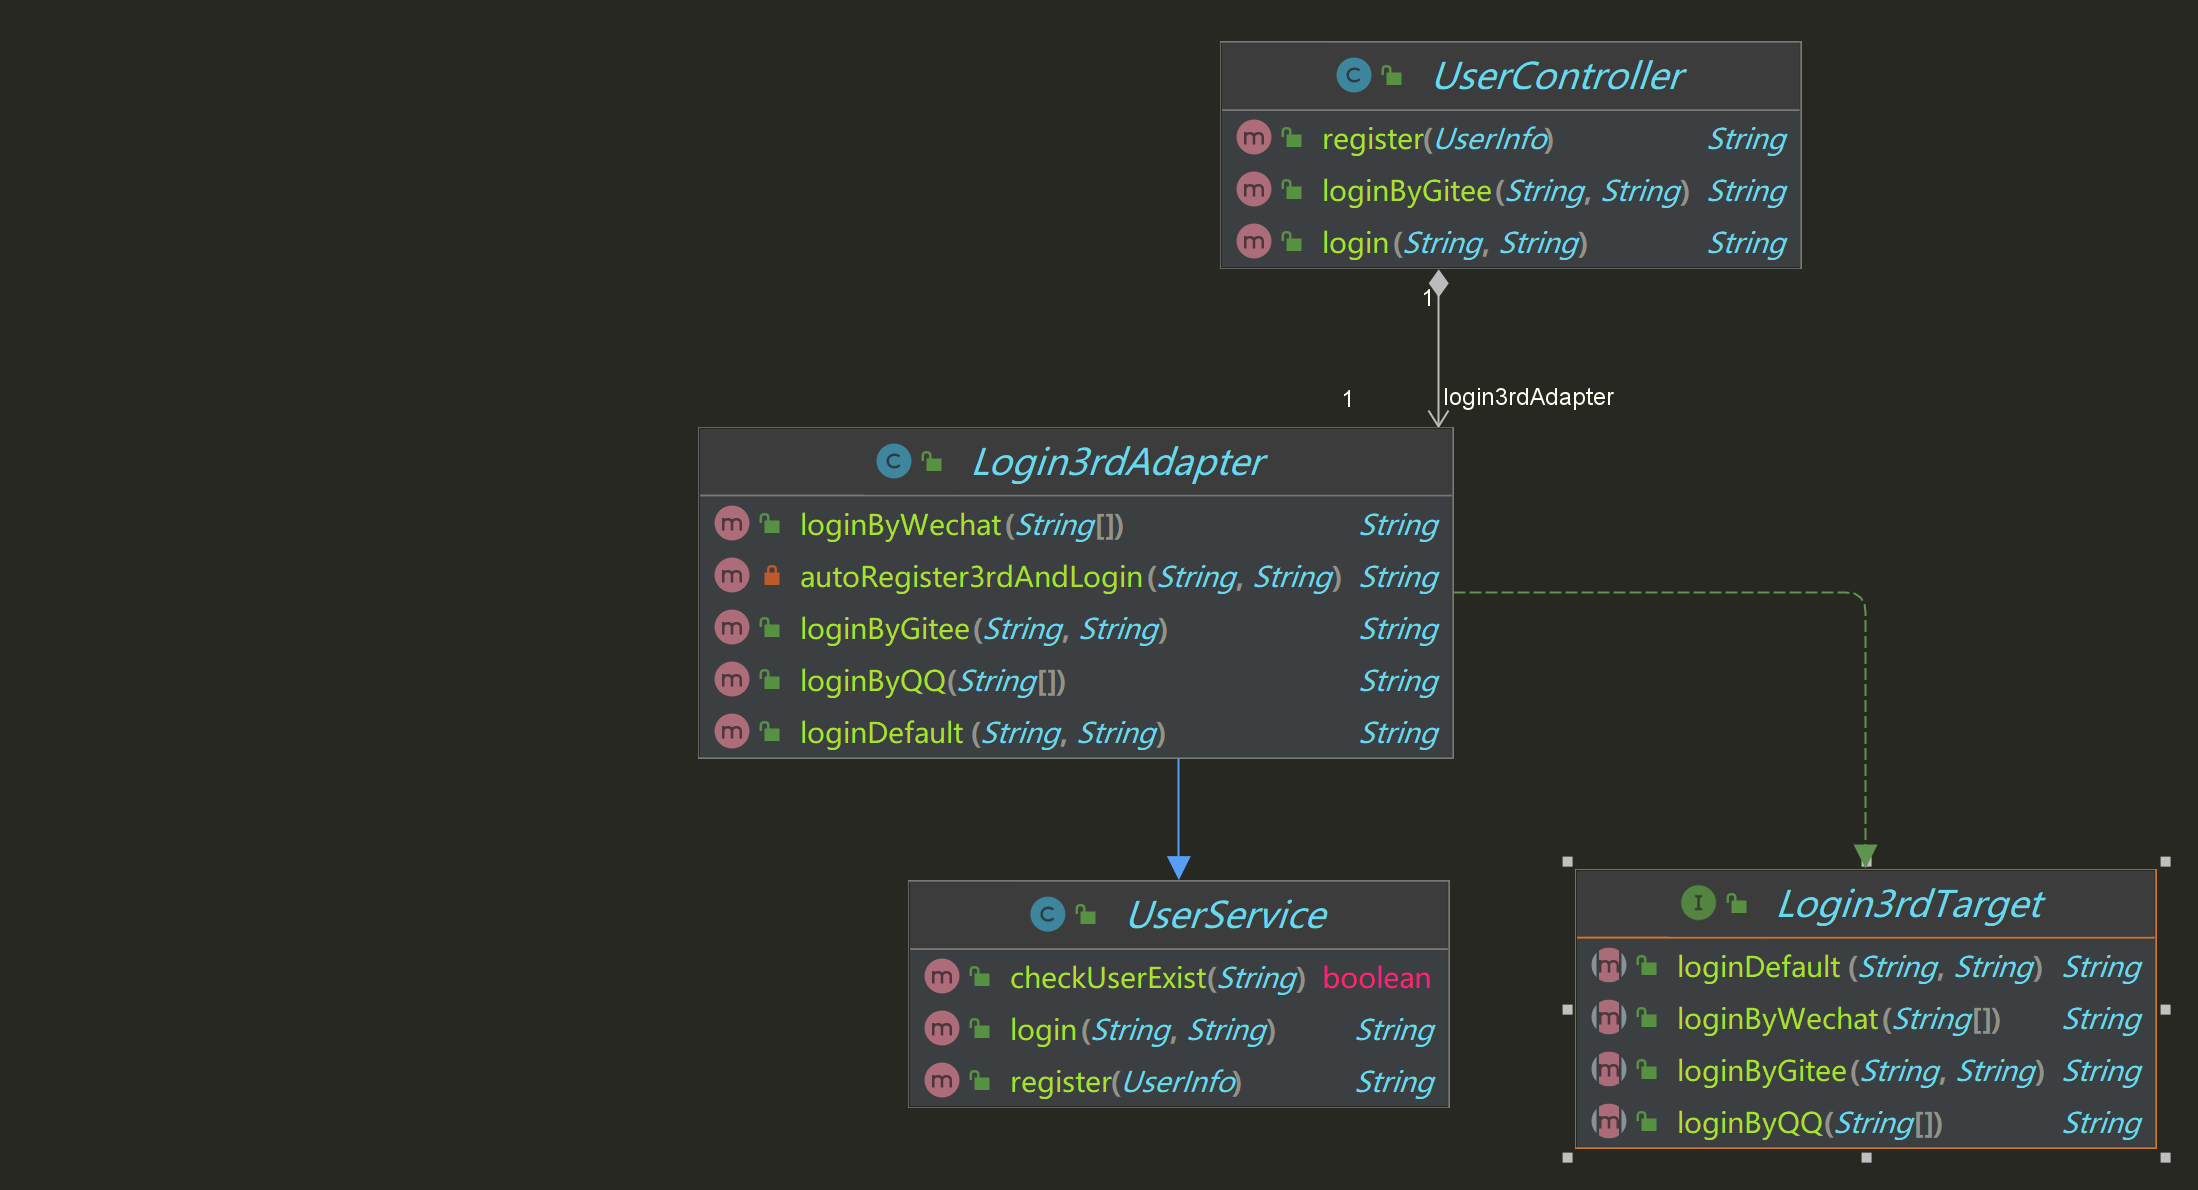 UserController
register(UserInfo) String
loginByGitee(String, String) String
login(String, String) String
1
1 login3rdAdapter
Login3rdAdapter
loginByWechat(String[]) String
autoRegister3rdAndLogin(String, String) String
loginByGitee(String, String) String
loginByQQ(String[]) String
loginDefault(String, String) String
UserService
checkUserExist(String) boolean
login(String, String) String
register(UserInfo) String
Login3rdTarget
loginDefault(String, String) String
loginByWechat(String[]) String
loginByGitee(String, String) String
loginByQQ(String[]) String